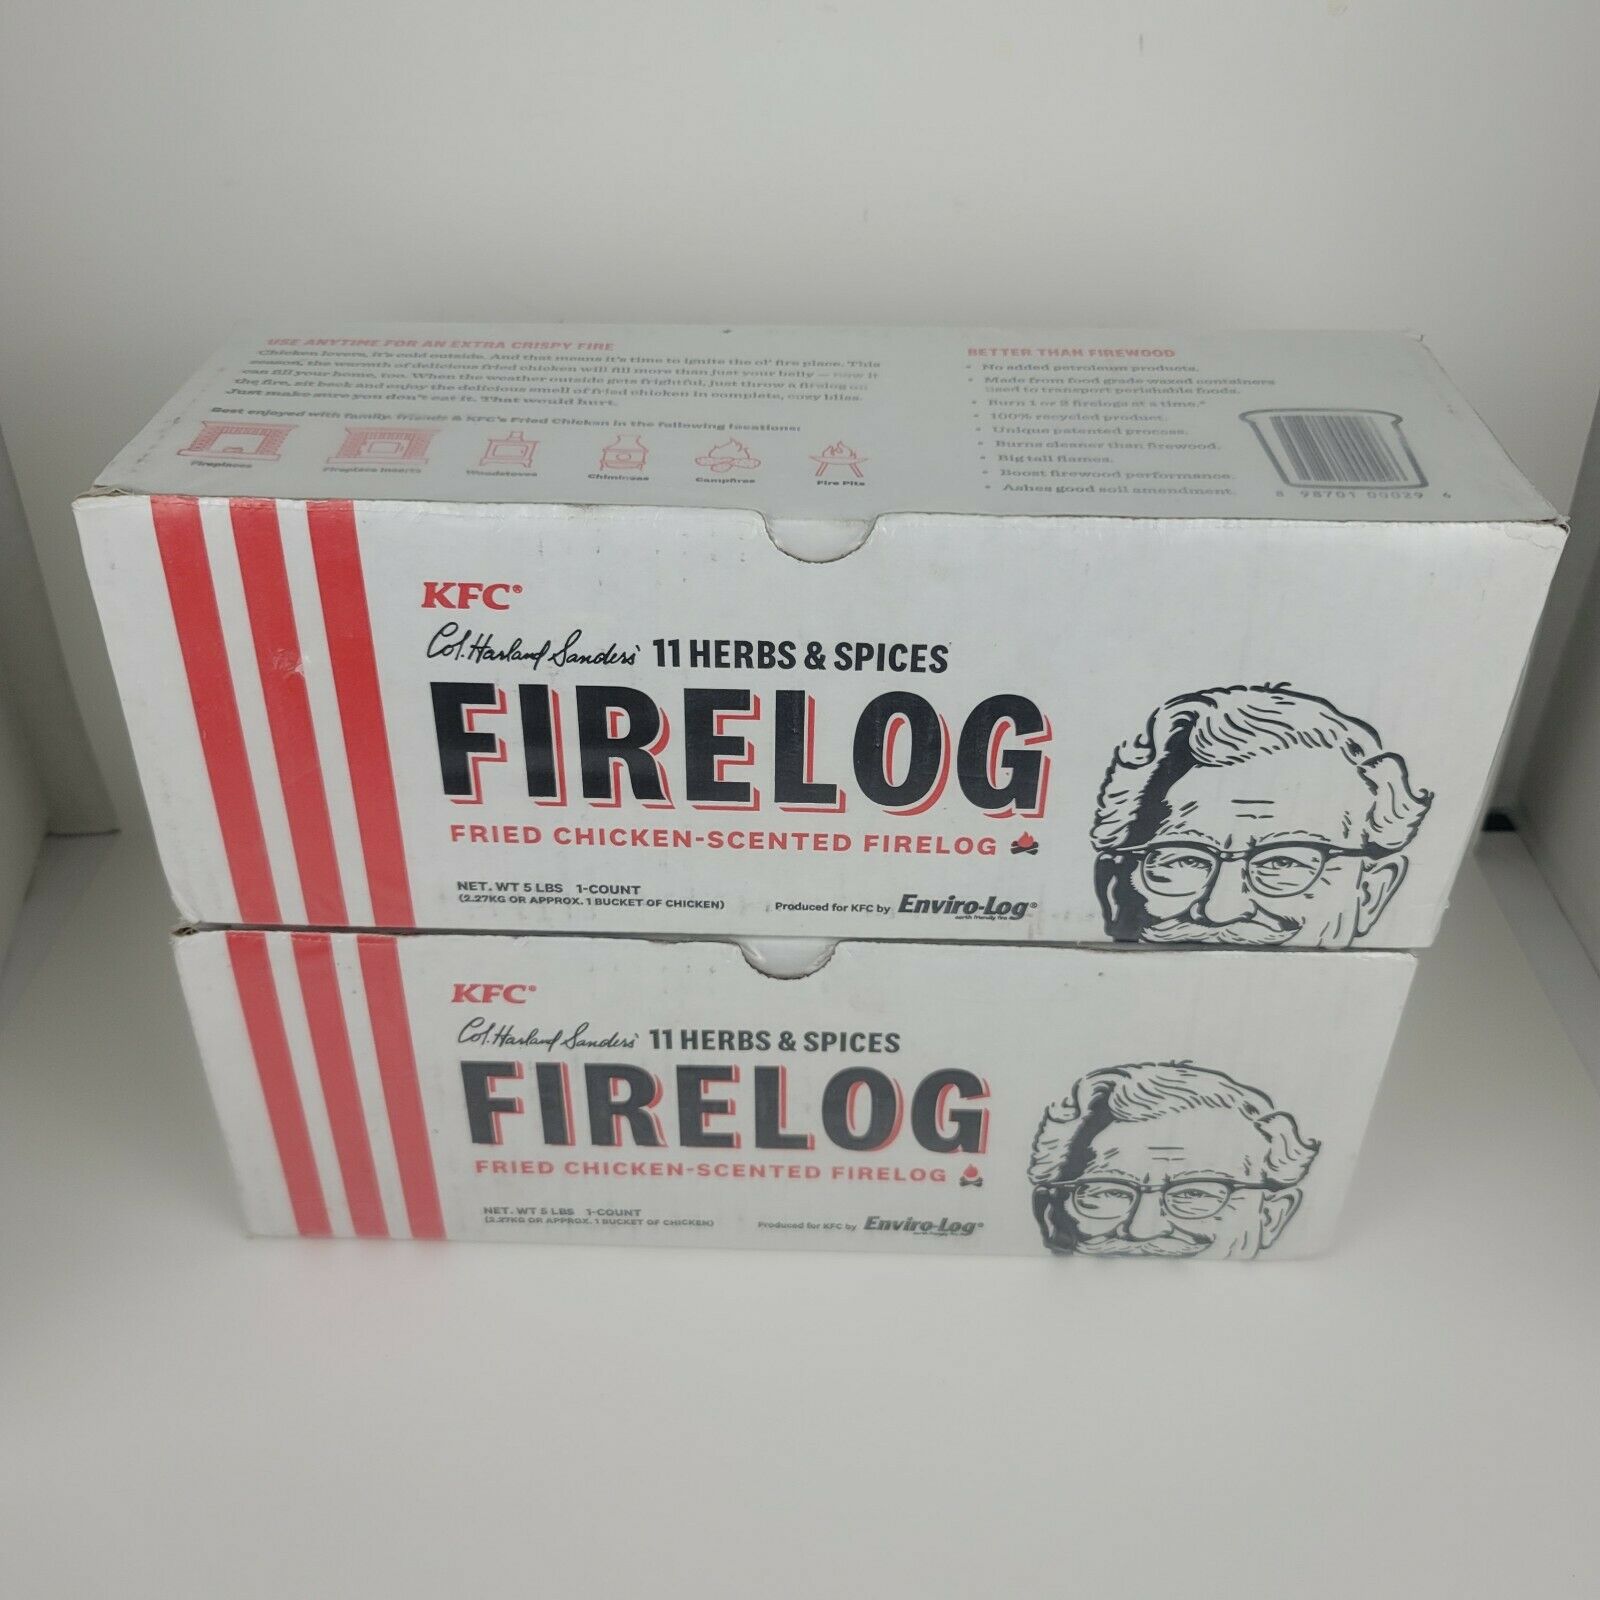 USE ANYTIME FOR AN EXTRA CRISPY FIRE
Chicken lovers, it's cold outside. And that means it's time to ignite the ol' fire place. This
season, the warmth of delicious fried chicken will fill more than just your belly — now it
can fill your home, too. When the weather outside gets frightful, just throw a firelog on
the fire, sit back and enjoy the delicious smell of fried chicken in complete, cozy bliss.
Just make sure you don't eat it. That would hurt.
Best enjoyed with family, friends & KFC's Fried Chicken in the following locations:
Fireplaces
Fireplace Inserts
Woodstoves
Chimineas
Campfires
Fire Pits
BETTER THAN FIREWOOD
• No added petroleum products.
• Made from food grade waxed containers
used to transport perishable foods.
• Burn 1 or 2 firelogs at a time.*
• 100% recycled product.
• Unique patented process.
• Burns cleaner than firewood.
• Big tall flames.
• Boost firewood performance.
• Ashes good soil amendment.
8 98701 00029 6
KFC®
Col. Harland Sanders' 11 HERBS & SPICES
FIRELOG
FRIED CHICKEN-SCENTED FIRELOG
NET. WT 5 LBS 1-COUNT
(2.27KG OR APPROX. 1 BUCKET OF CHICKEN)
Produced for KFC by Enviro-Log®
earth friendly fire
KFC®
Col. Harland Sanders' 11 HERBS & SPICES
FIRELOG
FRIED CHICKEN-SCENTED FIRELOG
NET. WT 5 LBS 1-COUNT
(2.27KG OR APPROX. 1 BUCKET OF CHICKEN)
Produced for KFC by Enviro-Log®
earth friendly fire